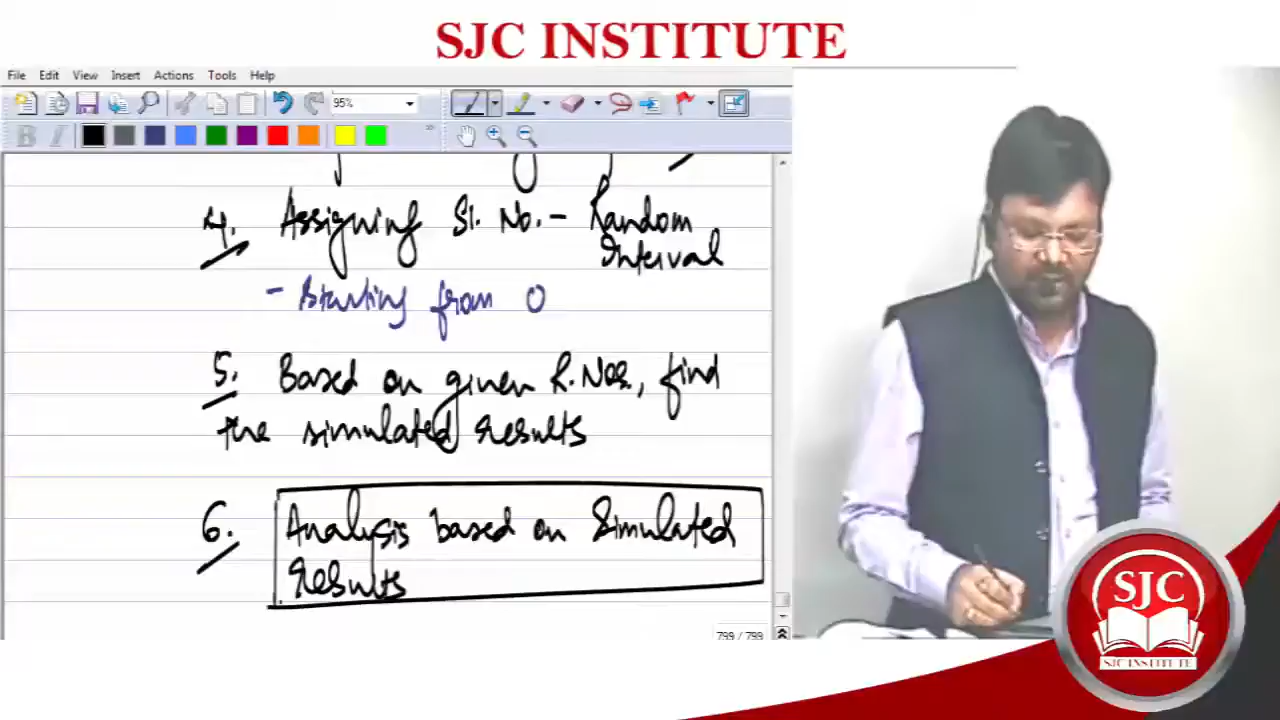 SJC INSTITUTE
File Edit View Insert Actions Tools Help
95%
B I
4. Assigning Sl. No. - Random
Interval
- Starting from 0
5. Based on given R.Nos., find
the simulated results
6. Analysis based on Simulated
results
799 / 799
SJC
SJC INSTITUTE